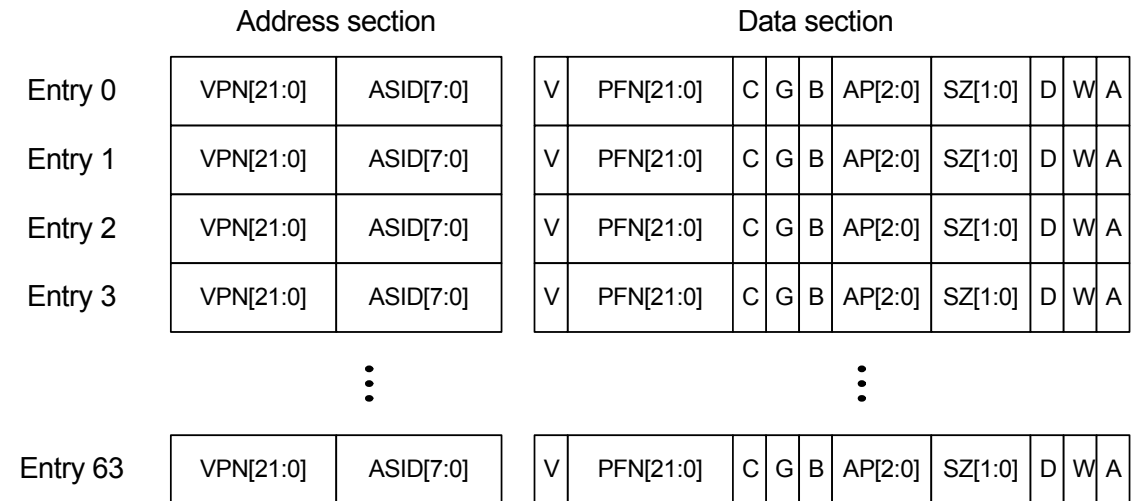 Address section Data section
Entry 0 VPN[21:0] ASID[7:0] V PFN[21:0] C G B AP[2:0] SZ[1:0] D W A
Entry 1 VPN[21:0] ASID[7:0] V PFN[21:0] C G B AP[2:0] SZ[1:0] D W A
Entry 2 VPN[21:0] ASID[7:0] V PFN[21:0] C G B AP[2:0] SZ[1:0] D W A
Entry 3 VPN[21:0] ASID[7:0] V PFN[21:0] C G B AP[2:0] SZ[1:0] D W A
Entry 63 VPN[21:0] ASID[7:0] V PFN[21:0] C G B AP[2:0] SZ[1:0] D W A